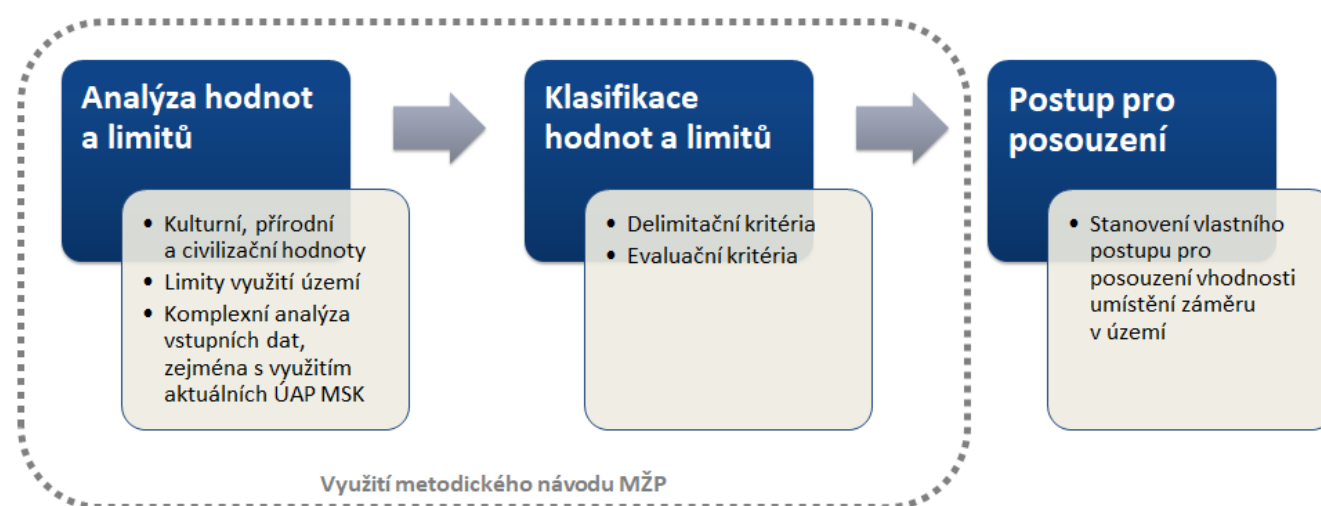 Analýza hodnot
a limitů
• Kulturní, přírodní
a civilizační hodnoty
• Limity využití území
• Komplexní analýza
vstupních dat,
zejména s využitím
aktuálních ÚAP MSK
Klasifikace
hodnot a limitů
• Delimitační kritéria
• Evaluační kritéria
Postup pro
posouzení
• Stanovení vlastního
postupu pro
posouzení vhodnosti
umístění záměru
v území
Využití metodického návodu MŽP